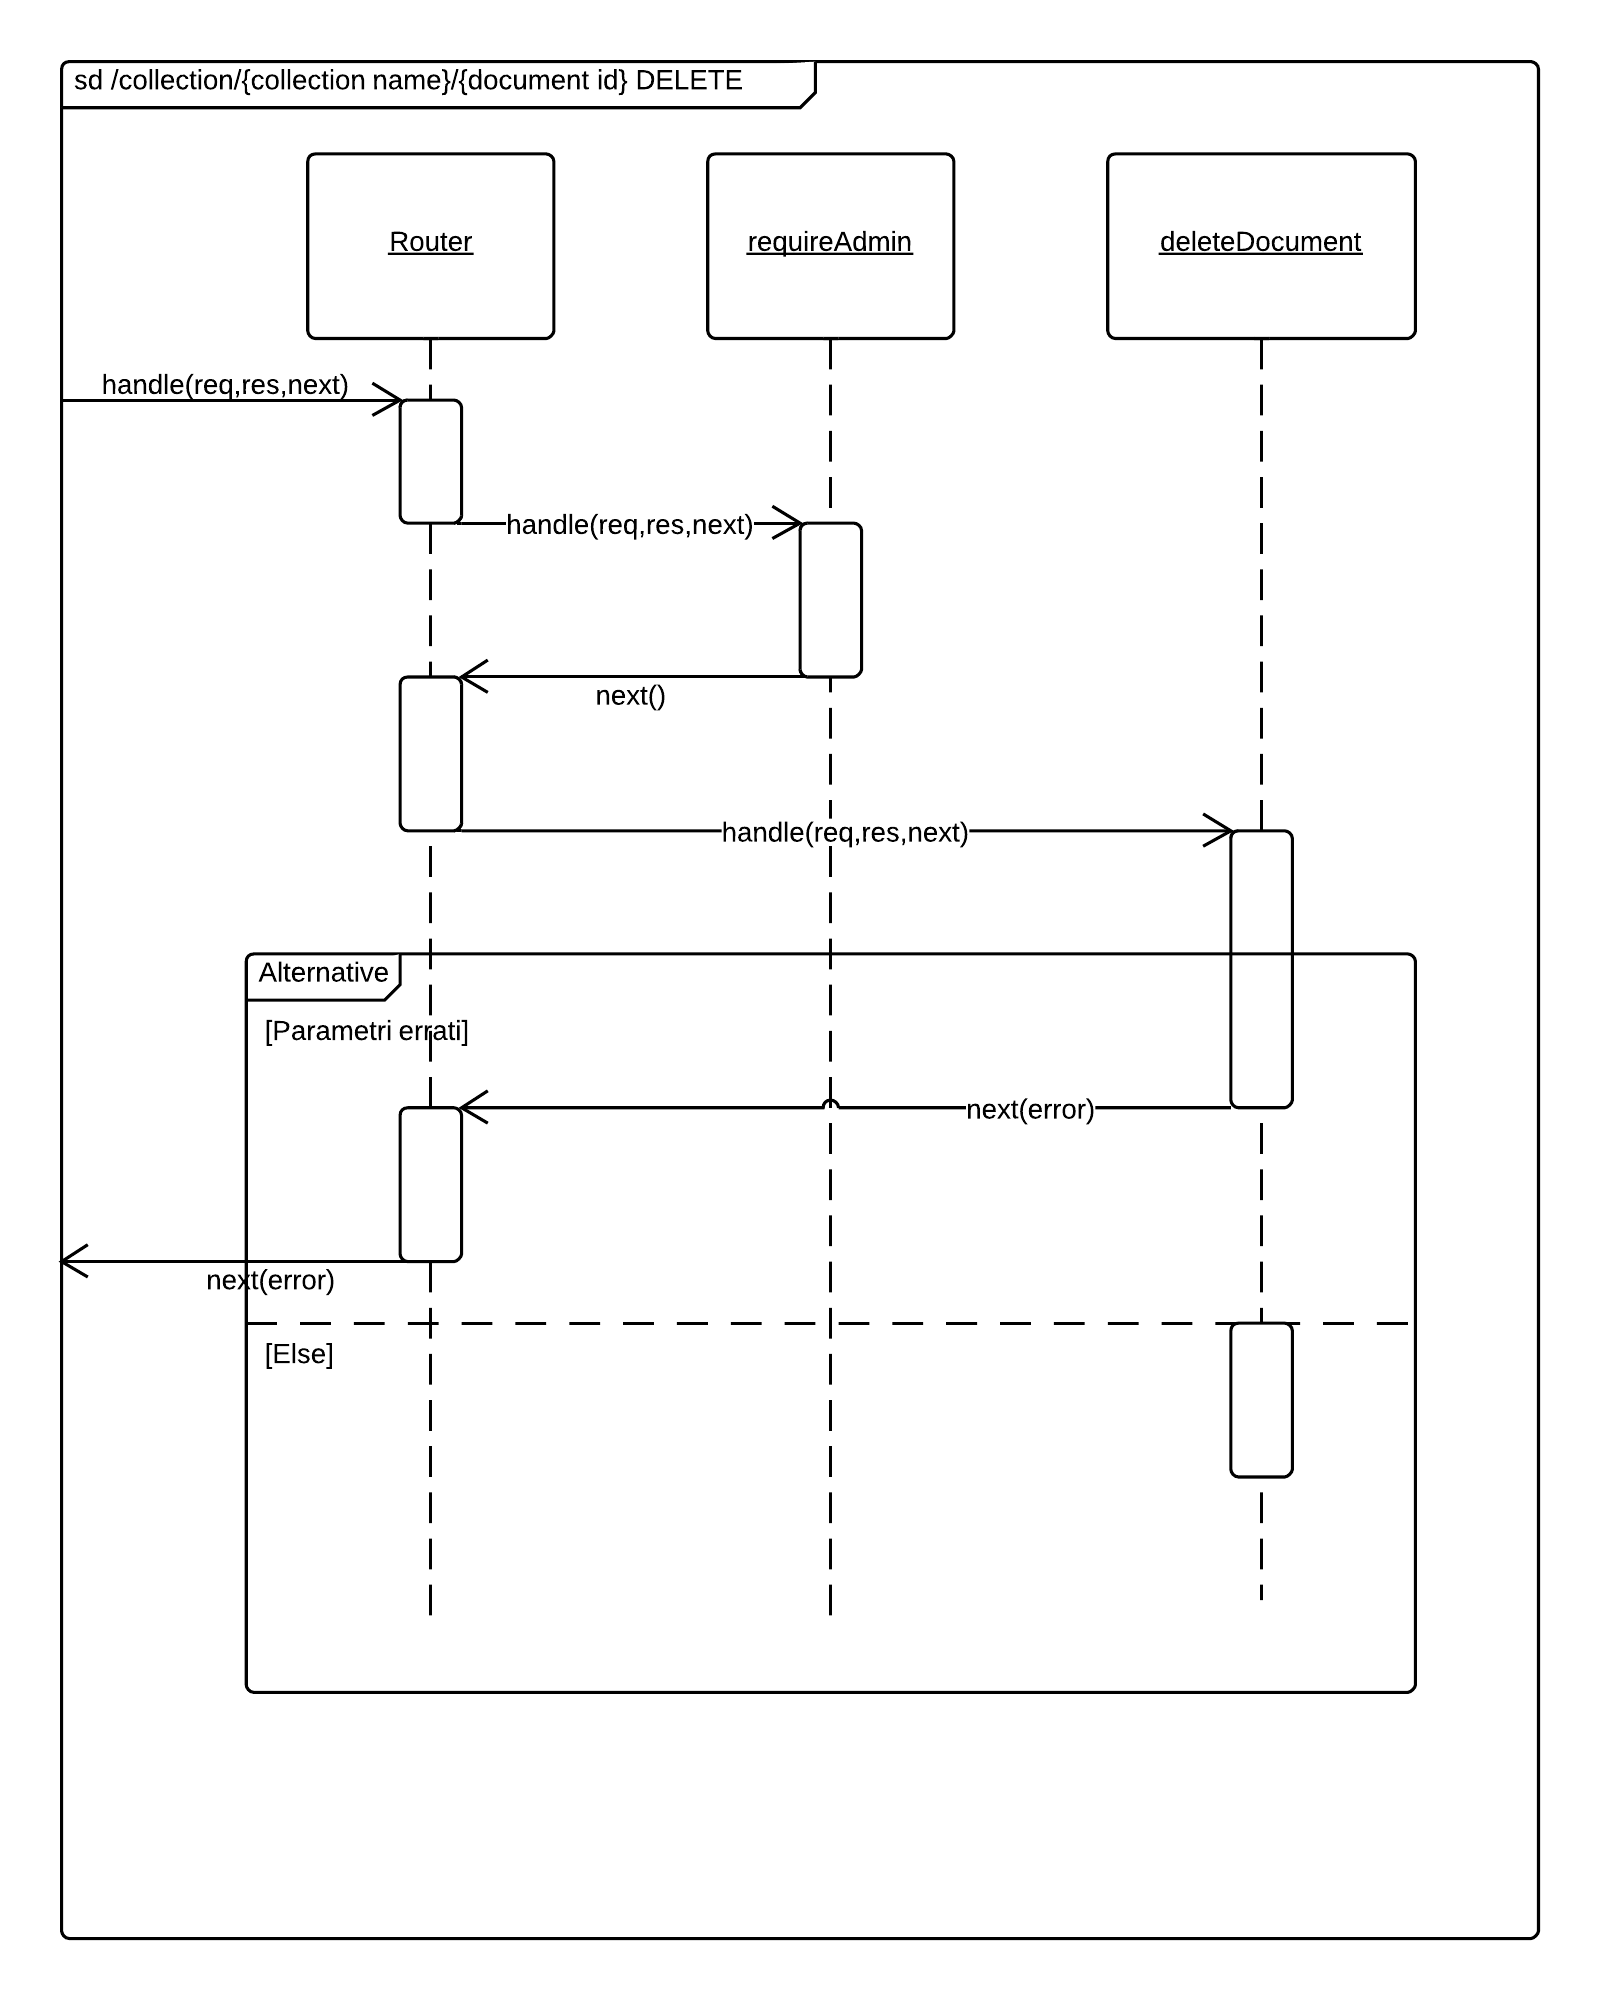 sd /collection/{collection name}/{document id} DELETE
Router
requireAdmin
deleteDocument
handle(req,res,next)
handle(req,res,next)
next()
handle(req,res,next)
Alternative
[Parametri errati]
next(error)
next(error)
[Else]